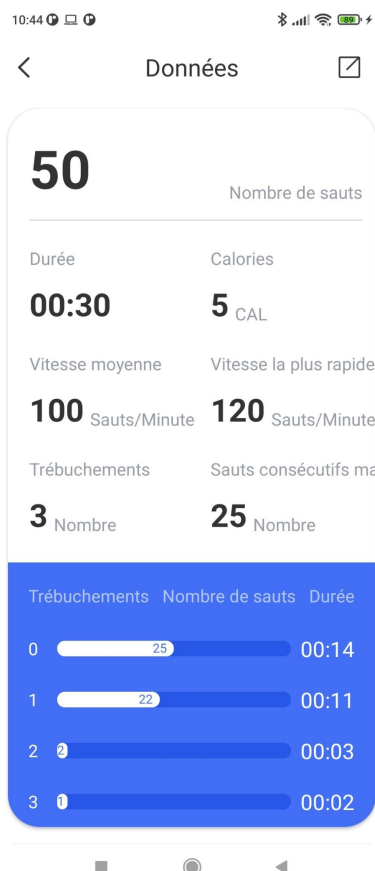 10:44 89
Données
50 Nombre de sauts
Durée Calories
00:30 5 CAL
Vitesse moyenne Vitesse la plus rapide
100 Sauts/Minute 120 Sauts/Minute
Trébuchements Sauts consécutifs ma
3 Nombre 25 Nombre
Trébuchements Nombre de sauts Durée
0 25 00:14
1 22 00:11
2 2 00:03
3 1 00:02